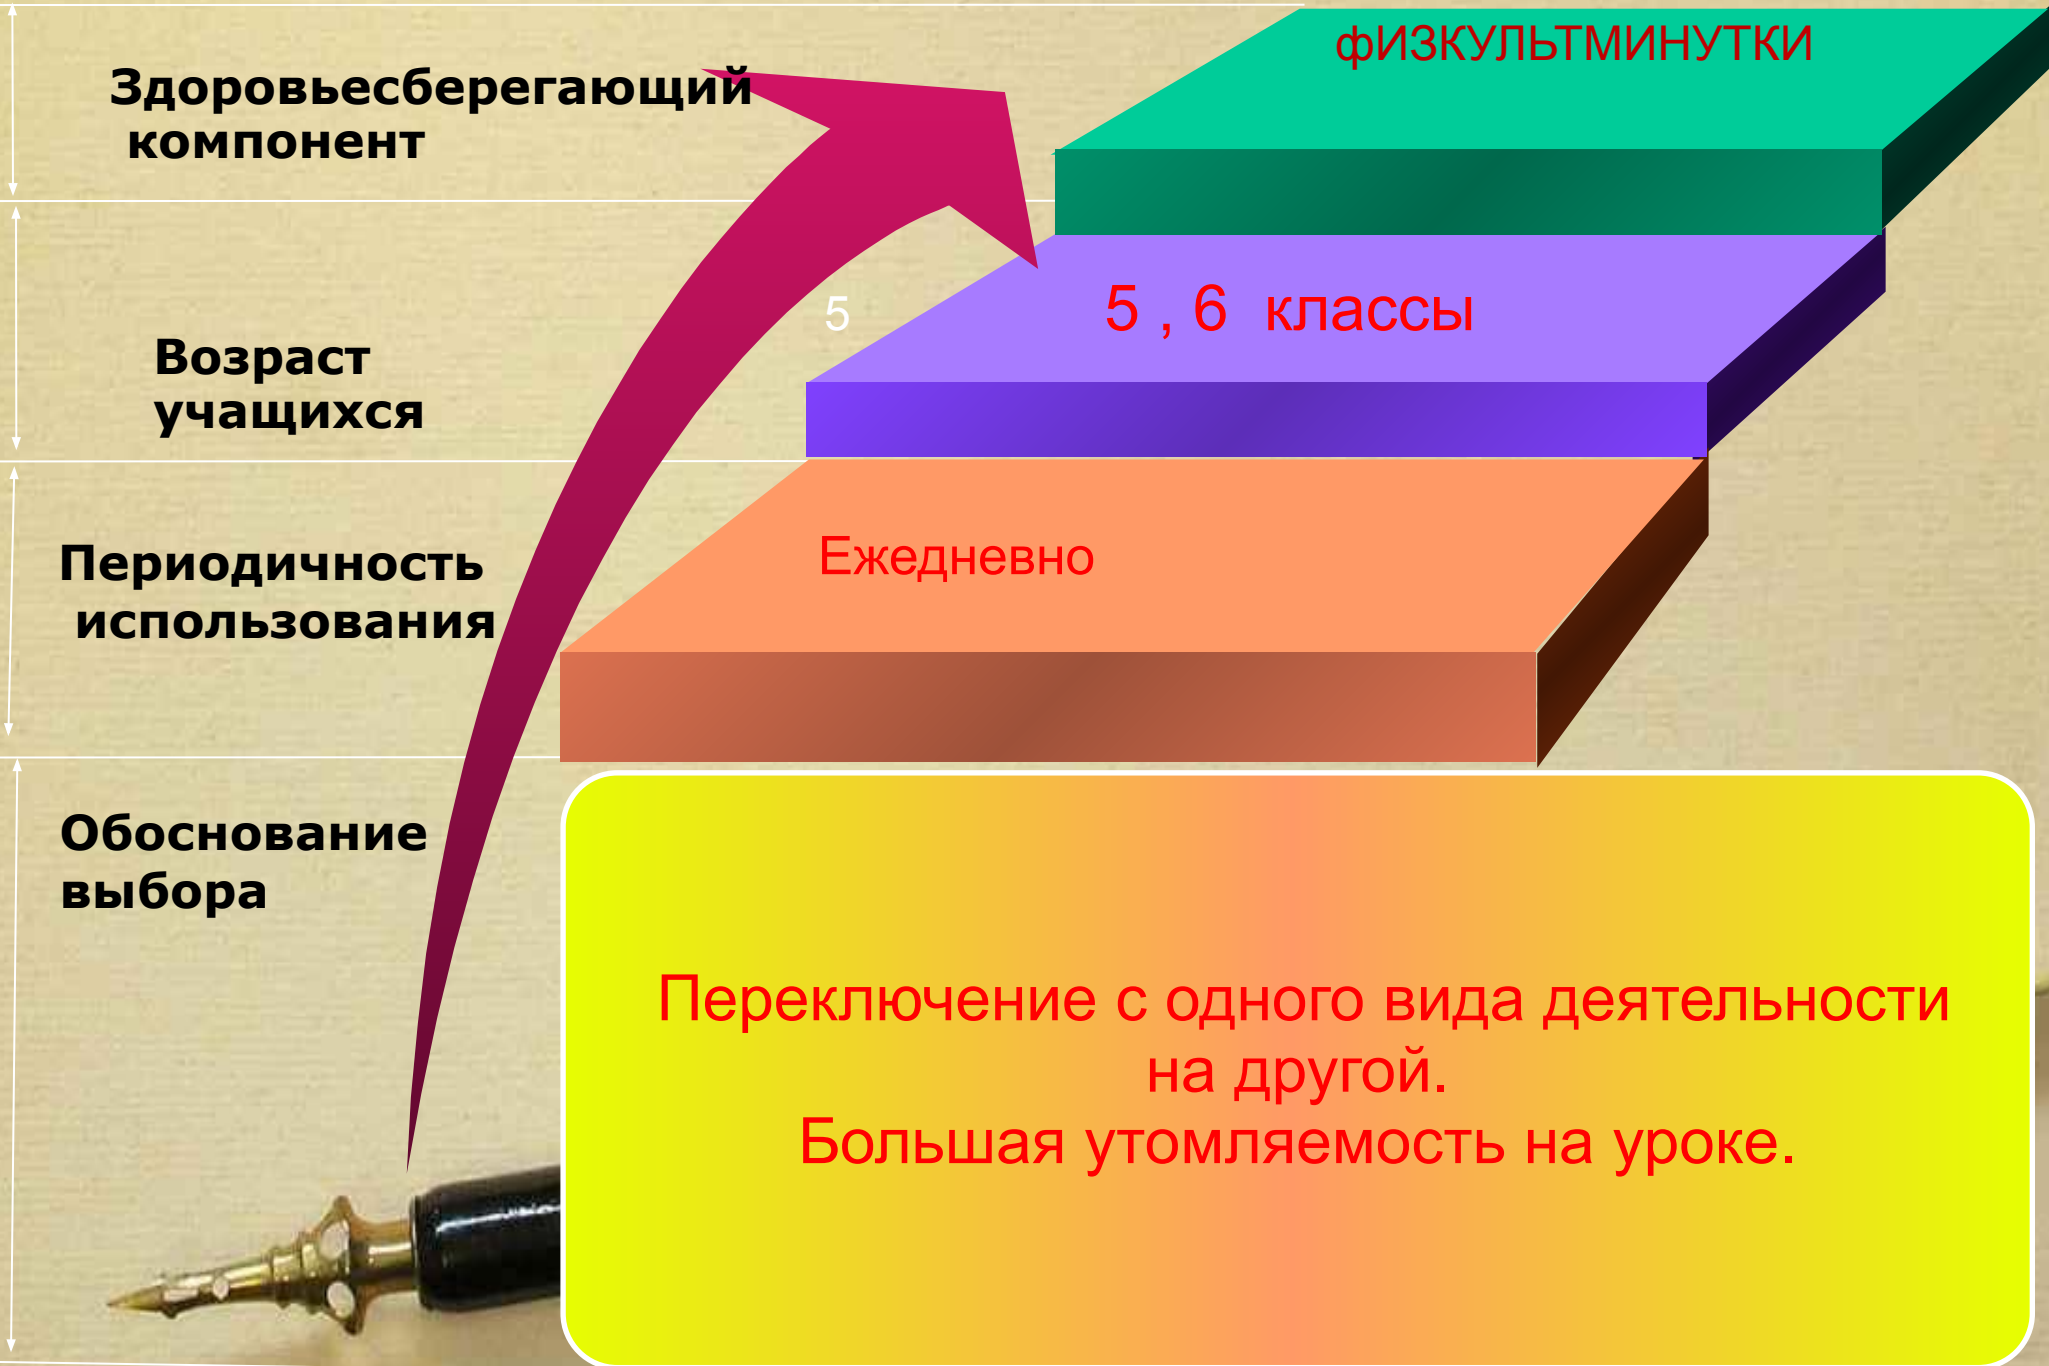 фИЗКУЛЬТМИНУТКИ
Здоровьесберегающий
компонент
5
5 , 6 классы
Возраст
учащихся
Ежедневно
Периодичность
использования
Обоснование
выбора
Переключение с одного вида деятельности
на другой.
Большая утомляемость на уроке.